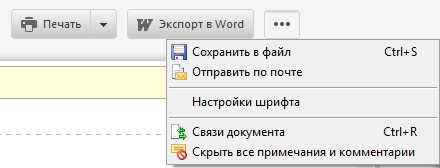 Печать
Экспорт в Word
Сохранить в файл Ctrl+S
Отправить по почте
Настройки шрифта
Связи документа Ctrl+R
Скрыть все примечания и комментарии